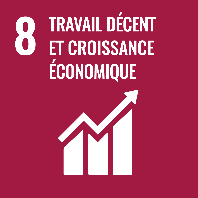 8 TRAVAIL DÉCENT
ET CROISSANCE
ÉCONOMIQUE